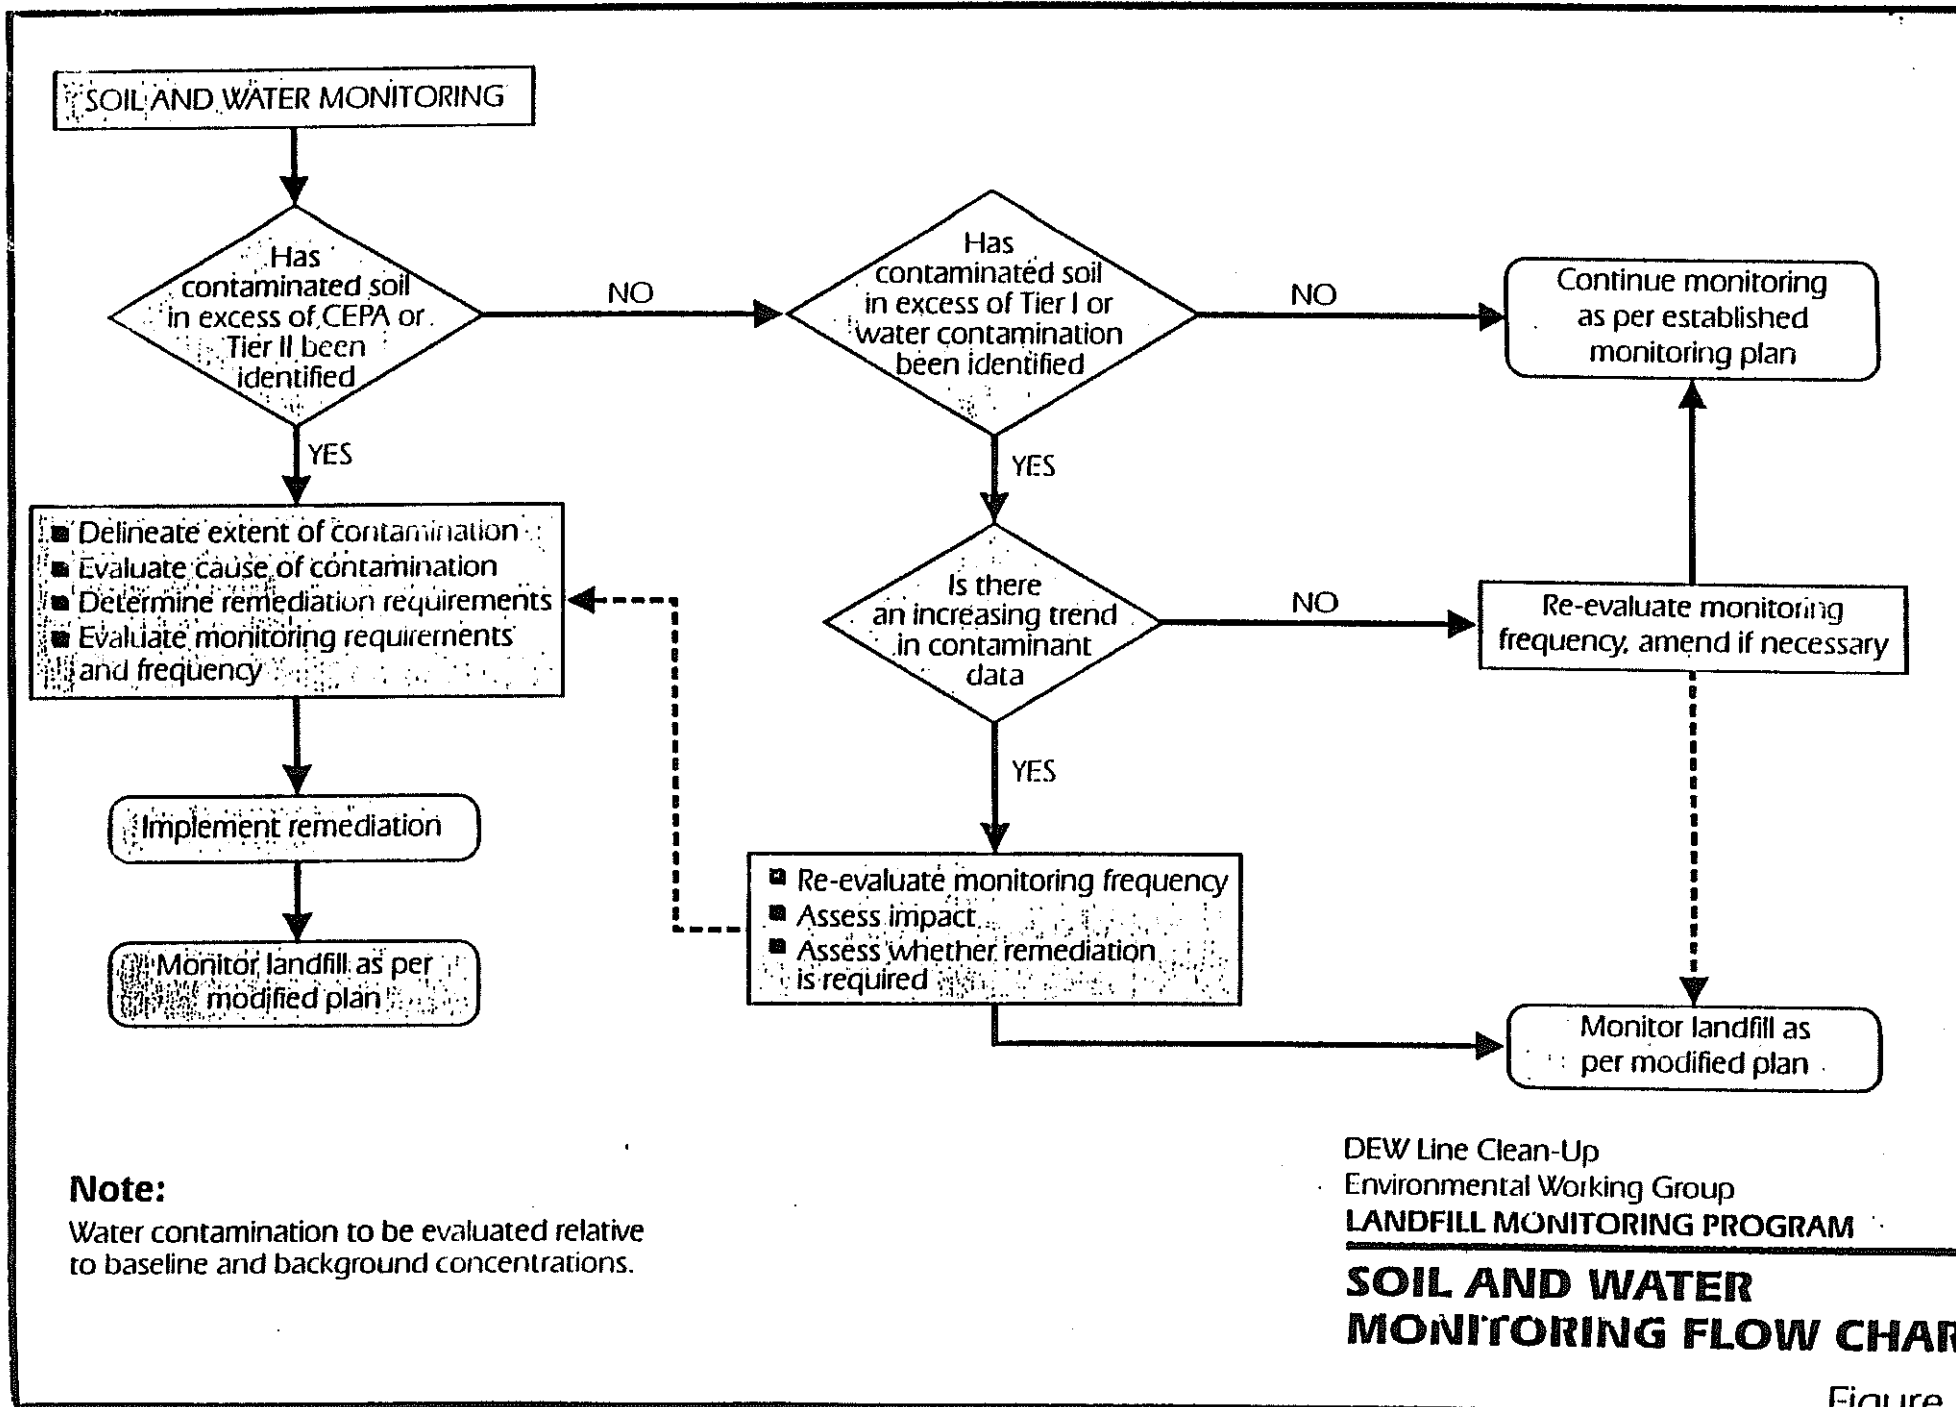 SOIL AND WATER MONITORING
Has
contaminated soil
in excess of CEPA or
Tier II been
identified
NO
Has
contaminated soil
in excess of Tier I or
water contamination
been identified
NO
Continue monitoring
as per established
monitoring plan
YES
YES
■ Delineate extent of contamination
■ Evaluate cause of contamination
■ Determine remediation requirements
■ Evaluate monitoring requirements
and frequency
Is there
an increasing trend
in contaminant
data
NO
Re-evaluate monitoring
frequency, amend if necessary
YES
Implement remediation
■ Re-evaluate monitoring frequency
■ Assess impact
■ Assess whether remediation
is required
Monitor landfill as per
modified plan
Monitor landfill as
per modified plan
Note:
Water contamination to be evaluated relative
to baseline and background concentrations.
DEW Line Clean-Up
Environmental Working Group
LANDFILL MONITORING PROGRAM
SOIL AND WATER
MONITORING FLOW CHAR
Figure